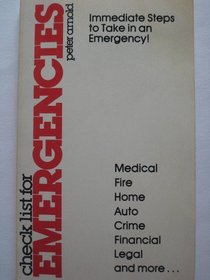 check list for
EMERGENCIES
peter arnold
Immediate Steps
to Take in an
Emergency!
Medical
Fire
Home
Auto
Crime
Financial
Legal
and more...